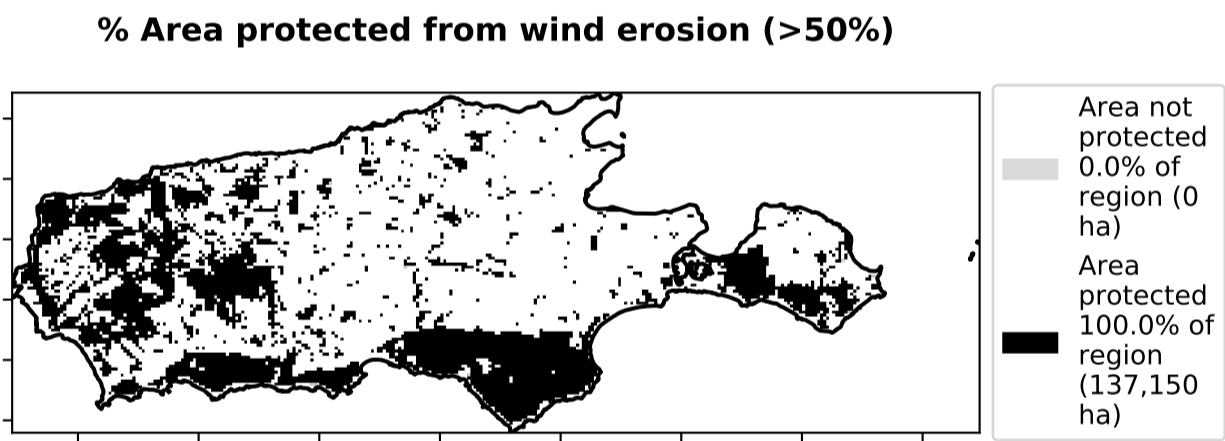 % Area protected from wind erosion (>50%)
Area not
protected
0.0% of
region (0
ha)
Area
protected
100.0% of
region
(137,150
ha)